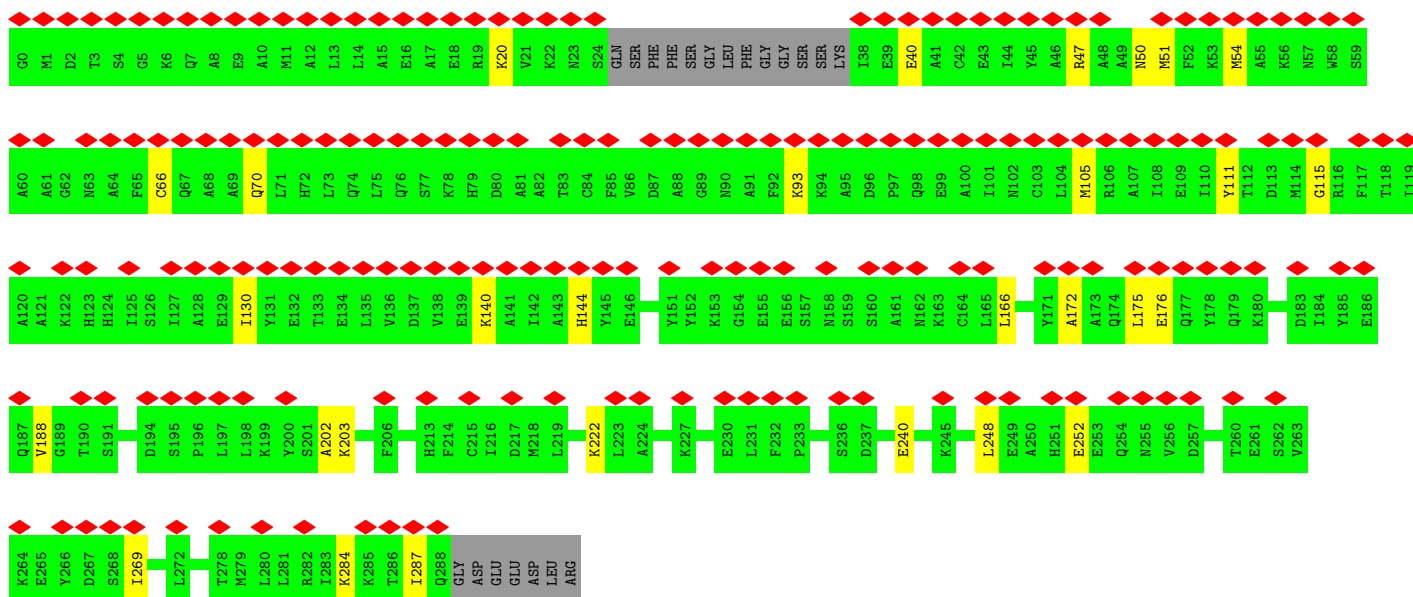 G0 M1 D2 T3 S4 G5 K6 Q7 A8 E9 A10 M11 A12 L13 L14 A15 E16 A17 E18 R19 K20 V21 K22 N23 S24 GLN SER PHE PHE SER GLY LEU PHE GLY GLY SER SER LYS I38 E39 E40 A41 C42 E43 I44 Y45 A46 R47 A48 A49 N50 M51 F52 K53 M54 A55 K56 N57 W58 S59
A60 A61 G62 N63 A64 F65 C66 Q67 A68 A69 Q70 L71 H72 L73 Q74 L75 Q76 S77 K78 H79 D80 A81 A82 T83 C84 F85 V86 D87 A88 G89 N90 A91 F92 K93 K94 A95 D96 P97 Q98 E99 A100 I101 N102 C103 L104 M105 R106 A107 I108 E109 I110 Y111 T112 D113 M114 G115 R116 F117 T118 I119
A120 A121 K122 H123 H124 I125 S126 I127 A128 E129 I130 Y131 E132 T133 E134 L135 V136 D137 V138 E139 K140 A141 I142 A143 H144 Y145 E146 Y151 Y152 K153 G154 E155 E156 S157 N158 S159 S160 A161 N162 K163 C164 L165 L166 Y171 A172 A173 Q174 L175 E176 Q177 Y178 Q179 K180 D183 I184 Y185 E186
Q187 V188 G189 T190 S191 D194 S195 P196 L197 L198 K199 Y200 S201 A202 K203 F206 H213 F214 C215 I216 D217 M218 L219 K222 L223 A224 K227 E230 L231 F232 P233 S236 D237 E240 K245 L248 E249 A250 H251 E252 E253 Q254 N255 V256 D257 T260 E261 S262 V263
K264 E265 Y266 D267 S268 I269 L272 T278 M279 L280 L281 R282 I283 K284 K285 T286 I287 Q288 GLY ASP GLU GLU ASP LEU ARG